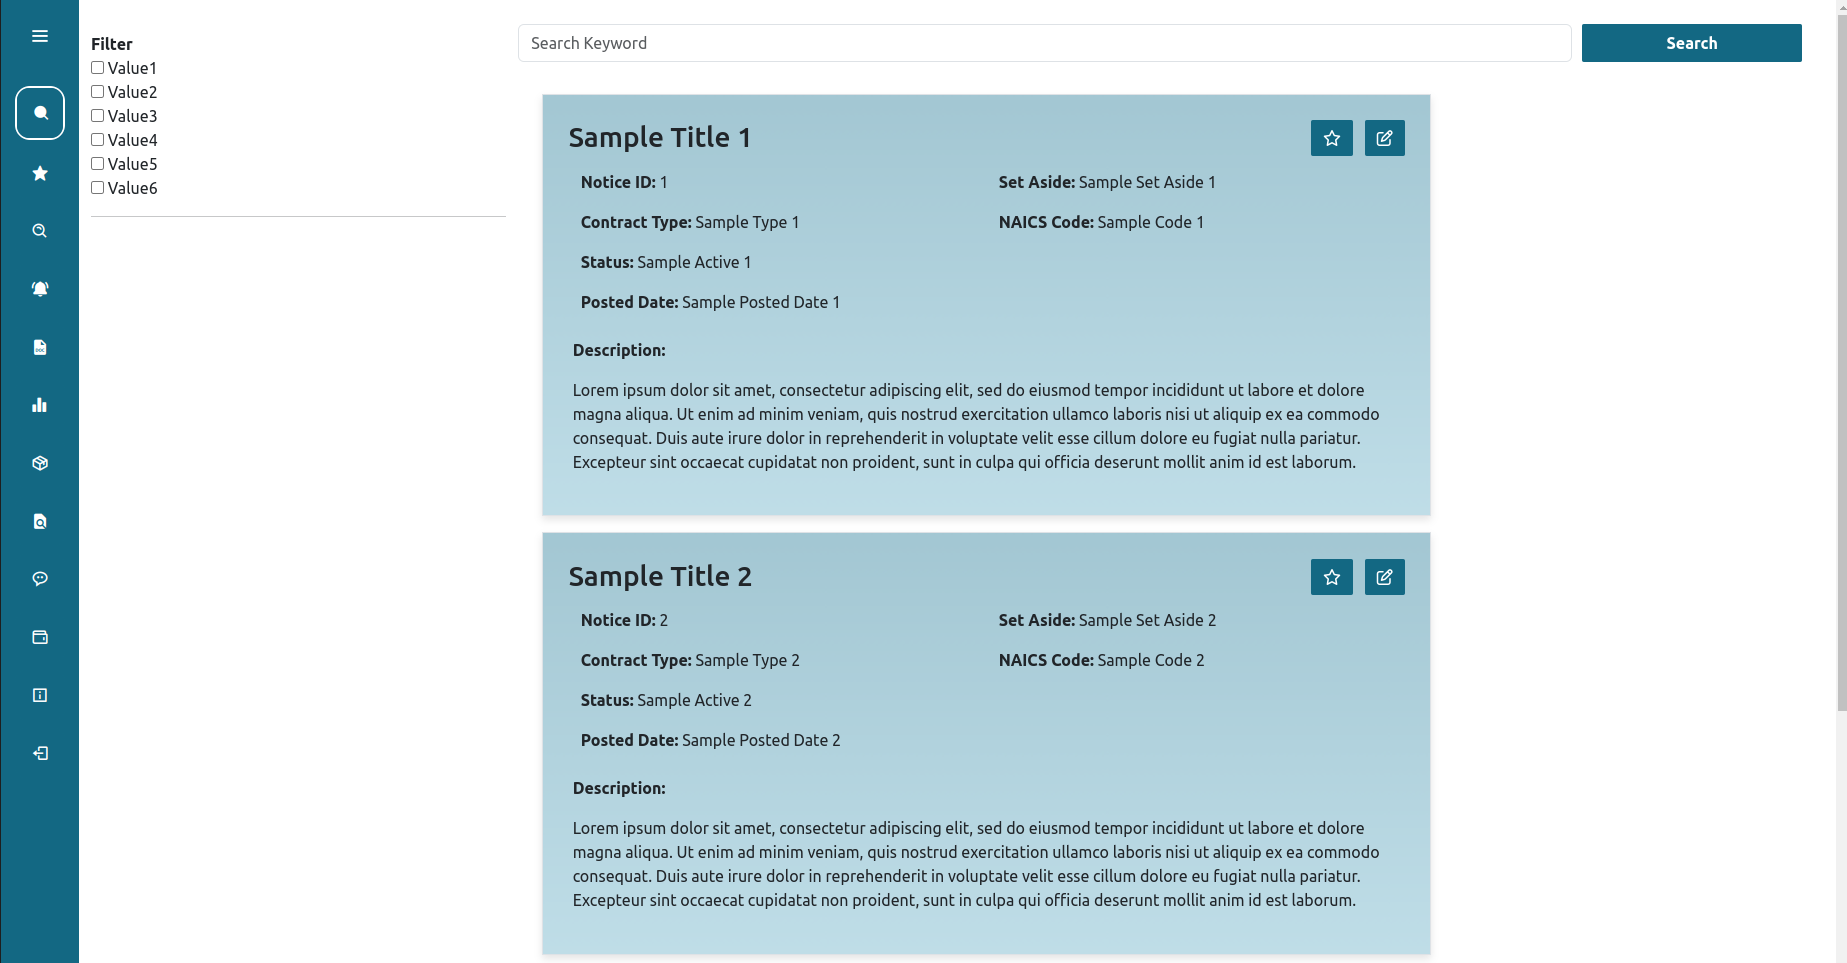 Filter
Value1
Value2
Value3
Value4
Value5
Value6
Search Keyword
Search
Sample Title 1
Notice ID: 1
Set Aside: Sample Set Aside 1
Contract Type: Sample Type 1
NAICS Code: Sample Code 1
Status: Sample Active 1
Posted Date: Sample Posted Date 1
Description:
Lorem ipsum dolor sit amet, consectetur adipiscing elit, sed do eiusmod tempor incididunt ut labore et dolore
magna aliqua. Ut enim ad minim veniam, quis nostrud exercitation ullamco laboris nisi ut aliquip ex ea commodo
consequat. Duis aute irure dolor in reprehenderit in voluptate velit esse cillum dolore eu fugiat nulla pariatur.
Excepteur sint occaecat cupidatat non proident, sunt in culpa qui officia deserunt mollit anim id est laborum.
Sample Title 2
Notice ID: 2
Set Aside: Sample Set Aside 2
Contract Type: Sample Type 2
NAICS Code: Sample Code 2
Status: Sample Active 2
Posted Date: Sample Posted Date 2
Description:
Lorem ipsum dolor sit amet, consectetur adipiscing elit, sed do eiusmod tempor incididunt ut labore et dolore
magna aliqua. Ut enim ad minim veniam, quis nostrud exercitation ullamco laboris nisi ut aliquip ex ea commodo
consequat. Duis aute irure dolor in reprehenderit in voluptate velit esse cillum dolore eu fugiat nulla pariatur.
Excepteur sint occaecat cupidatat non proident, sunt in culpa qui officia deserunt mollit anim id est laborum.
DOC